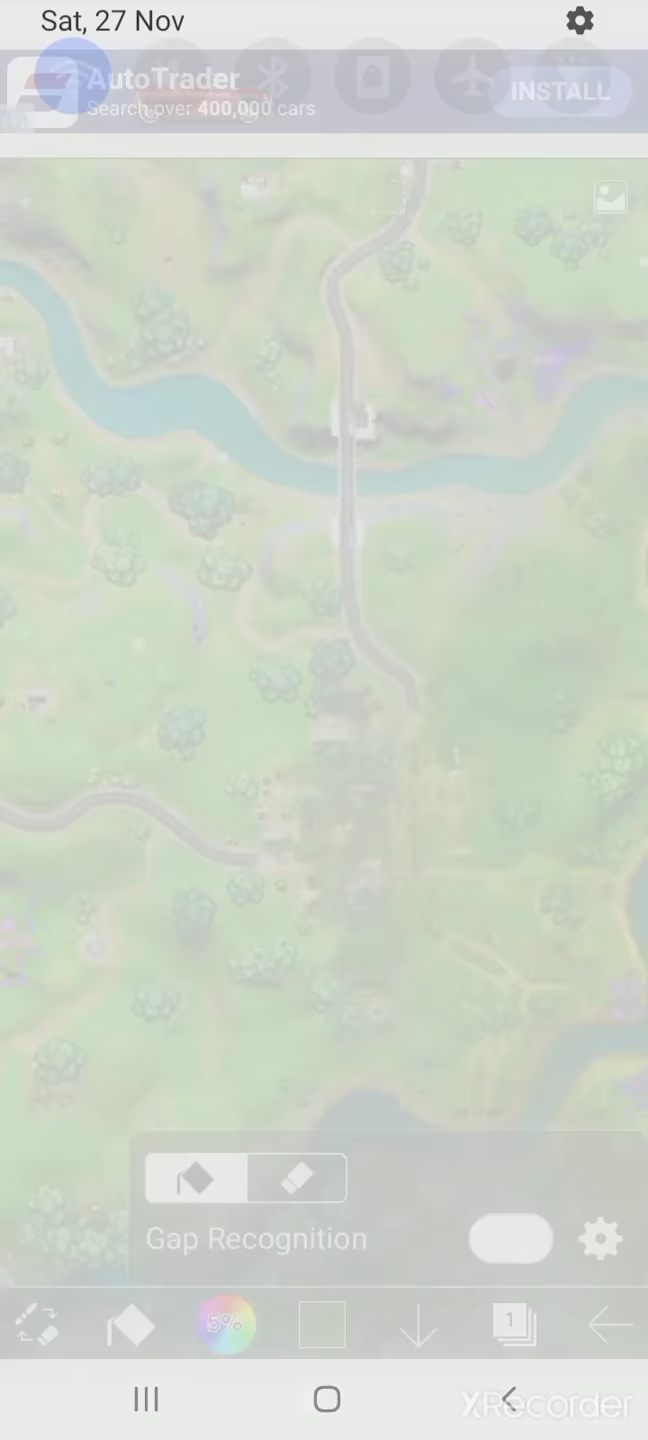 Sat, 27 Nov
AutoTrader
INSTALL
Search over 400,000 cars
Gap Recognition
5%
1
XRecorder